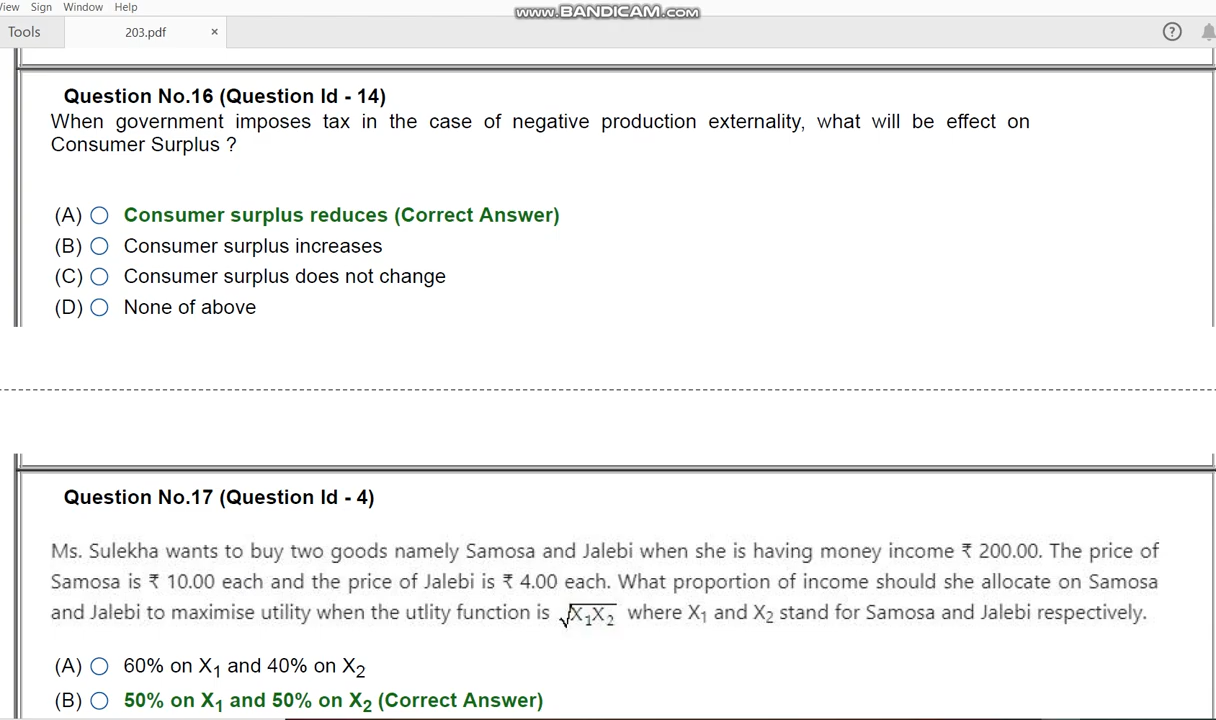 View Sign Window Help
www.BANDICAM.com
Tools 203.pdf ×
Question No.16 (Question Id - 14)
When government imposes tax in the case of negative production externality, what will be effect on
Consumer Surplus ?
(A) Consumer surplus reduces (Correct Answer)
(B) Consumer surplus increases
(C) Consumer surplus does not change
(D) None of above
Question No.17 (Question Id - 4)
Ms. Sulekha wants to buy two goods namely Samosa and Jalebi when she is having money income ₹ 200.00. The price of
Samosa is ₹ 10.00 each and the price of Jalebi is ₹ 4.00 each. What proportion of income should she allocate on Samosa
and Jalebi to maximise utility when the utlity function is √X₁X₂ where X₁ and X₂ stand for Samosa and Jalebi respectively.
(A) 60% on X₁ and 40% on X₂
(B) 50% on X₁ and 50% on X₂ (Correct Answer)